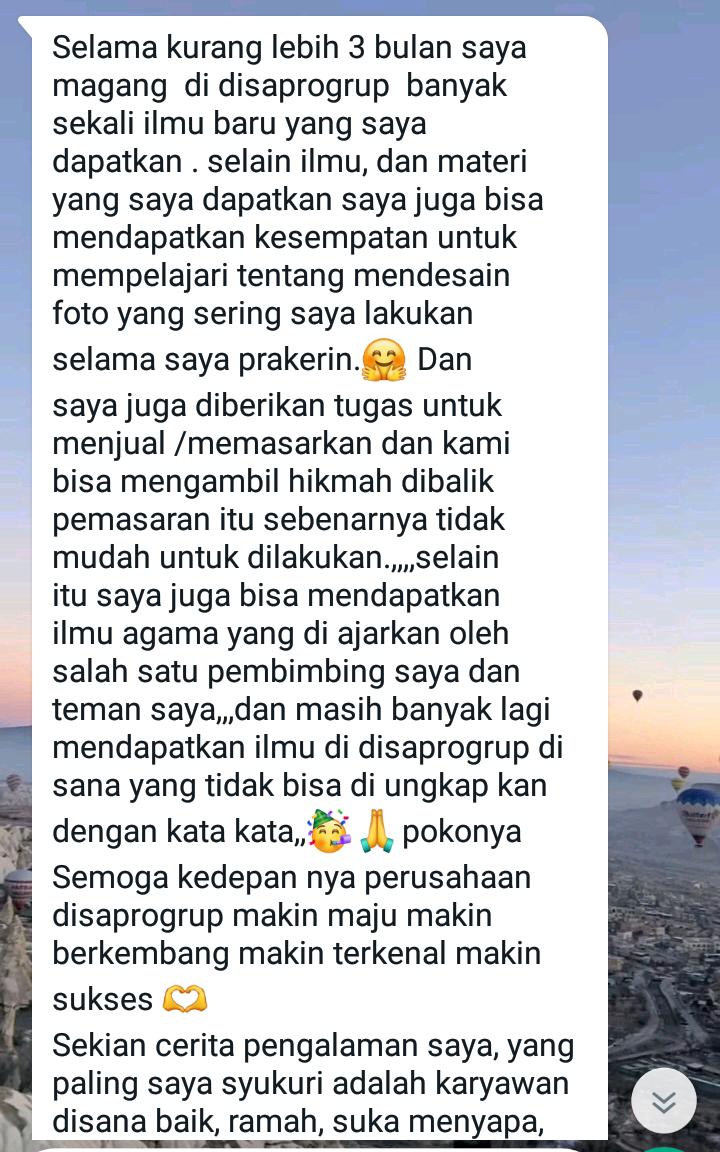 Selama kurang lebih 3 bulan saya
magang  di disaprogrup  banyak
sekali ilmu baru yang saya
dapatkan . selain ilmu, dan materi
yang saya dapatkan saya juga bisa
mendapatkan kesempatan untuk
mempelajari tentang mendesain
foto yang sering saya lakukan
selama saya prakerin.🤗 Dan
saya juga diberikan tugas untuk
menjual /memasarkan dan kami
bisa mengambil hikmah dibalik
pemasaran itu sebenarnya tidak
mudah untuk dilakukan.,,,,selain
itu saya juga bisa mendapatkan
ilmu agama yang di ajarkan oleh
salah satu pembimbing saya dan
teman saya,,,dan masih banyak lagi
mendapatkan ilmu di disaprogrup di
sana yang tidak bisa di ungkap kan
dengan kata kata,,🥳🙏 pokonya
Semoga kedepan nya perusahaan
disaprogrup makin maju makin
berkembang makin terkenal makin
sukses 🫶
Sekian cerita pengalaman saya, yang
paling saya syukuri adalah karyawan
disana baik, ramah, suka menyapa,